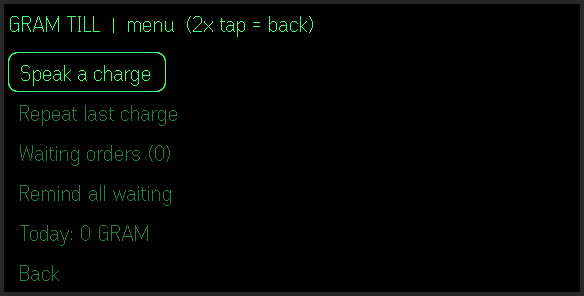 GRAM TILL | menu (2x tap = back)
Speak a charge
Repeat last charge
Waiting orders (0)
Remind all waiting
Today: 0 GRAM
Back